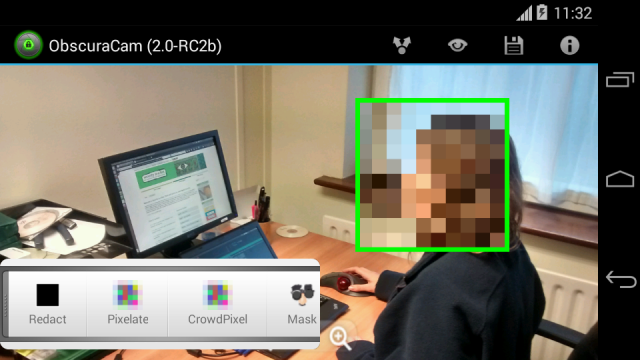 11:32
ObscuraCam (2.0-RC2b)
Redact
Pixelate
CrowdPixel
Mask